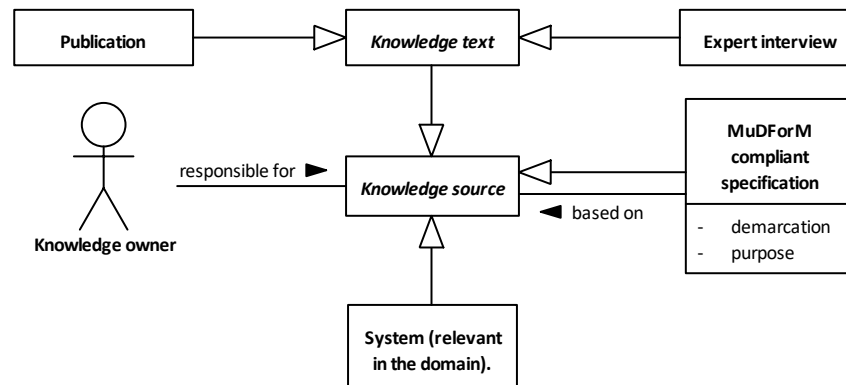 Publication
Knowledge text
Expert interview
responsible for ►
Knowledge source
MuDForM
compliant
specification
◄ based on
- demarcation
- purpose
Knowledge owner
System (relevant
in the domain).